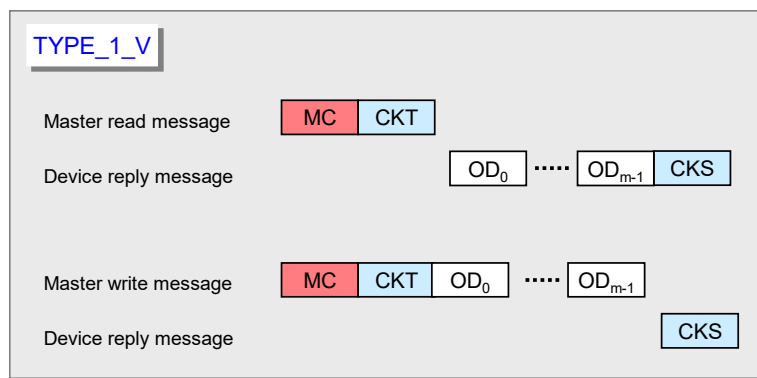 TYPE_1_V
Master read message MC CKT
Device reply message OD0 ..... ODm-1 CKS
Master write message MC CKT OD0 ..... ODm-1
Device reply message CKS